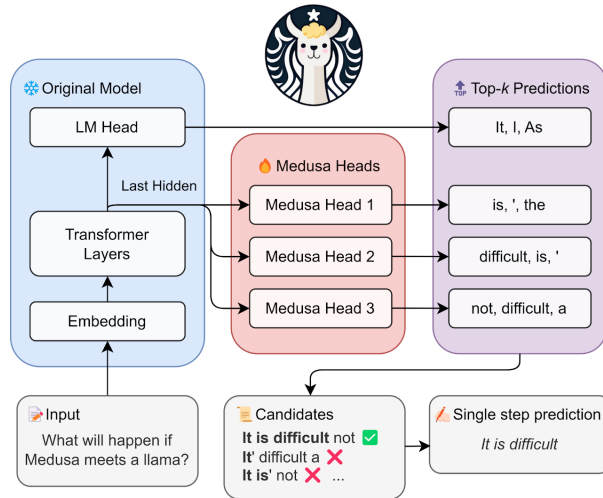 Original Model
LM Head
Last Hidden
Transformer
Layers
Embedding
Medusa Heads
Medusa Head 1
Medusa Head 2
Medusa Head 3
TOP
Top-k Predictions
It, I, As
is, ', the
difficult, is, '
not, difficult, a
Input
What will happen if
Medusa meets a llama?
Candidates
It is difficult not
It' difficult a
It is' not ...
Single step prediction
It is difficult